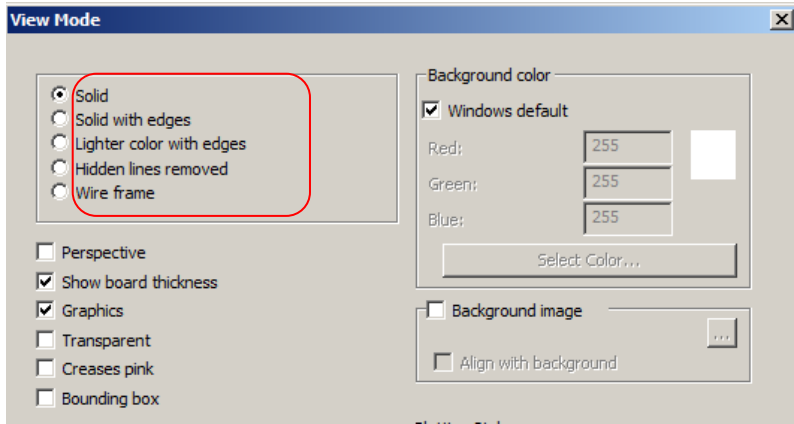 View Mode
Solid
Solid with edges
Lighter color with edges
Hidden lines removed
Wire frame
Perspective
Show board thickness
Graphics
Transparent
Creases pink
Bounding box
Background color
Windows default
Red: 255
Green: 255
Blue: 255
Select Color...
Background image
...
Align with background